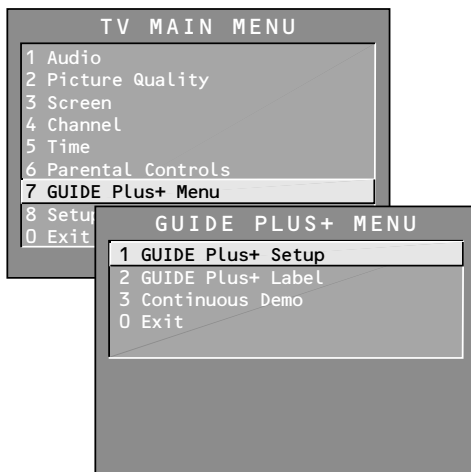 TV MAIN MENU
1 Audio
2 Picture Quality
3 Screen
4 Channel
5 Time
6 Parental Controls
7 GUIDE Plus+ Menu
8 Setup
0 Exit
GUIDE PLUS+ MENU
1 GUIDE Plus+ Setup
2 GUIDE Plus+ Label
3 Continuous Demo
0 Exit